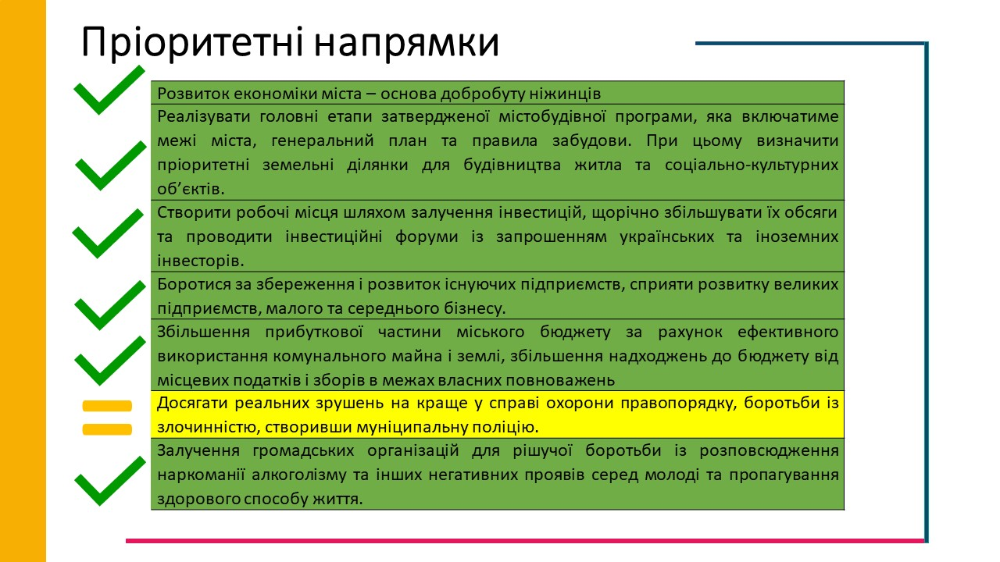 Пріоритетні напрямки
Розвиток економіки міста – основа добробуту ніжинців
Реалізувати головні етапи затвердженої містобудівної програми, яка включатиме
межі міста, генеральний план та правила забудови. При цьому визначити
пріоритетні земельні ділянки для будівництва житла та соціально-культурних
об’єктів.
Створити робочі місця шляхом залучення інвестицій, щорічно збільшувати їх обсяги
та проводити інвестиційні форуми із запрошенням українських та іноземних
інвесторів.
Боротися за збереження і розвиток існуючих підприємств, сприяти розвитку великих
підприємств, малого та середнього бізнесу.
Збільшення прибуткової частини міського бюджету за рахунок ефективного
використання комунального майна і землі, збільшення надходжень до бюджету від
місцевих податків і зборів в межах власних повноважень
Досягати реальних зрушень на краще у справі охорони правопорядку, боротьби із
злочинністю, створивши муніципальну поліцію.
Залучення громадських організацій для рішучої боротьби із розповсюдження
наркоманії алкоголізму та інших негативних проявів серед молоді та пропагування
здорового способу життя.